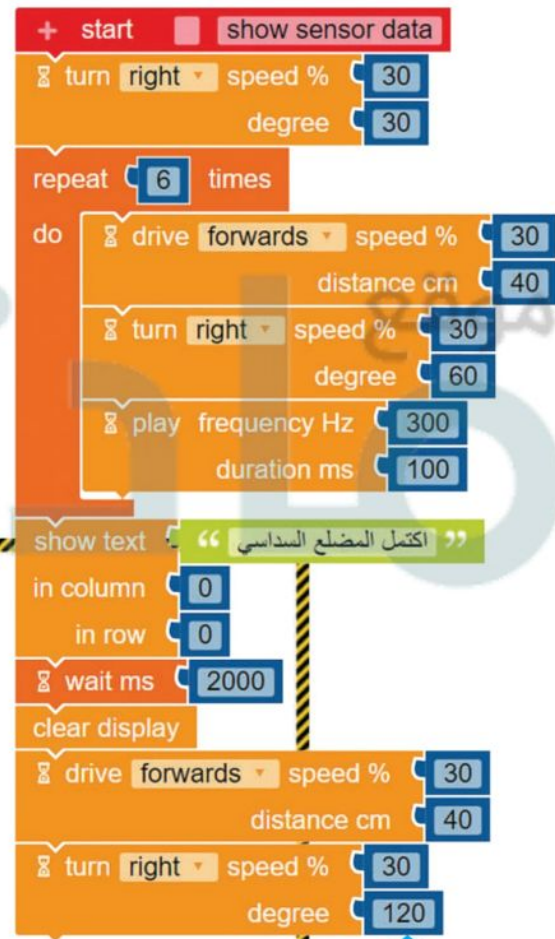 + start show sensor data
turn right speed % 30
degree 30
repeat 6 times
do drive forwards speed % 30
distance cm 40
turn right speed % 30
degree 60
play frequency Hz 300
duration ms 100
show text “ اكتمل المضلع السداسي ”
in column 0
in row 0
wait ms 2000
clear display
drive forwards speed % 30
distance cm 40
turn right speed % 30
degree 120
موقع